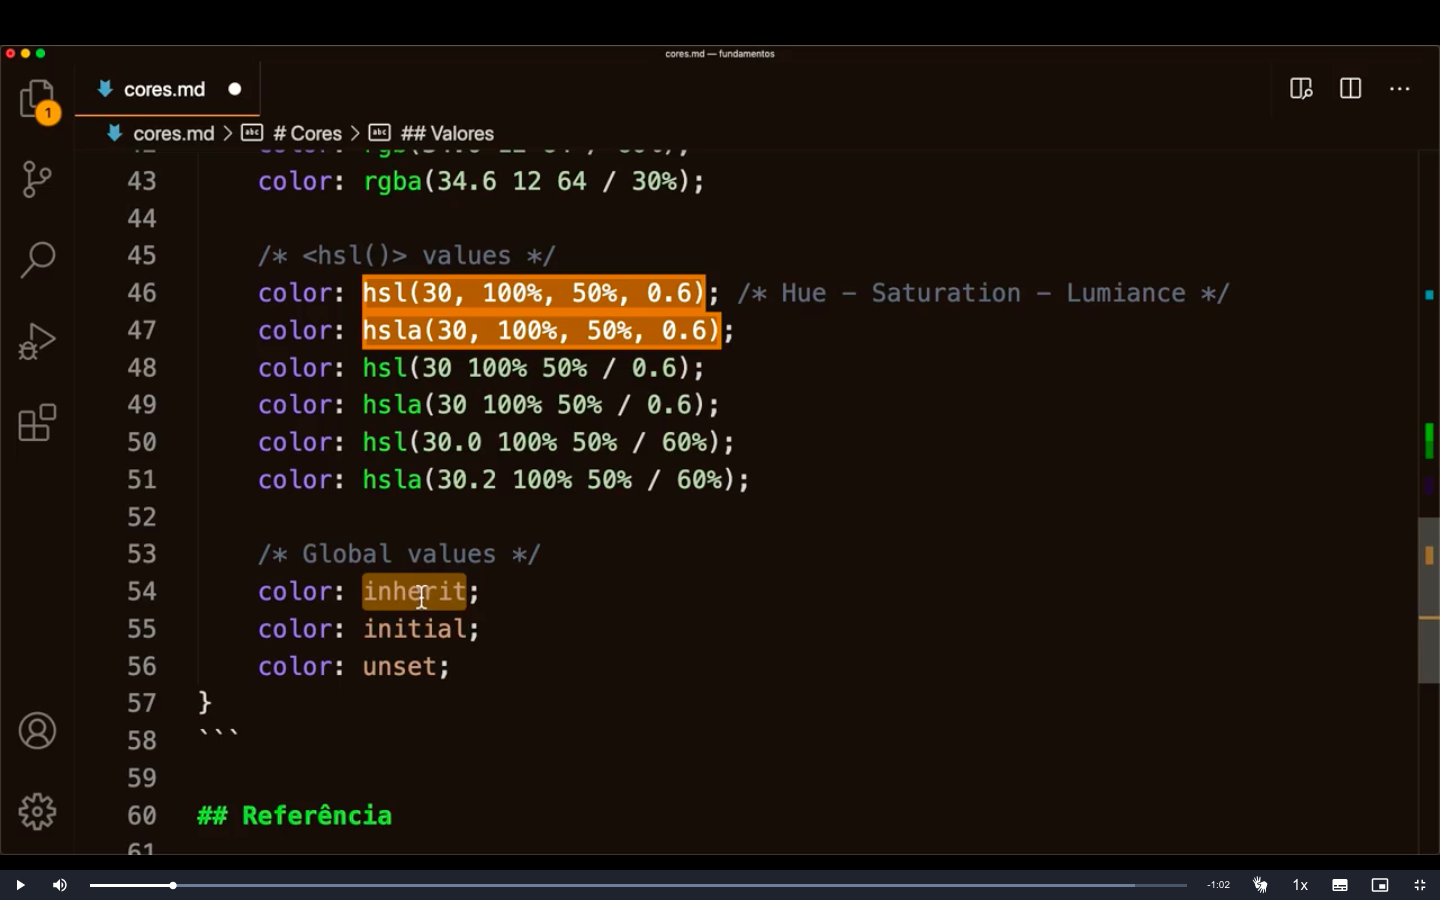 cores.md — fundamentos
cores.md
1
cores.md > # Cores > ## Valores
43 color: rgba(34.6 12 64 / 30%);
44
45 /* <hsl()> values */
46 color: hsl(30, 100%, 50%, 0.6); /* Hue - Saturation - Lumiance */
47 color: hsla(30, 100%, 50%, 0.6);
48 color: hsl(30 100% 50% / 0.6);
49 color: hsla(30 100% 50% / 0.6);
50 color: hsl(30.0 100% 50% / 60%);
51 color: hsla(30.2 100% 50% / 60%);
52
53 /* Global values */
54 color: inherit;
55 color: initial;
56 color: unset;
57 }
58 ```
59
60 ## Referência
61
-1:02
1x